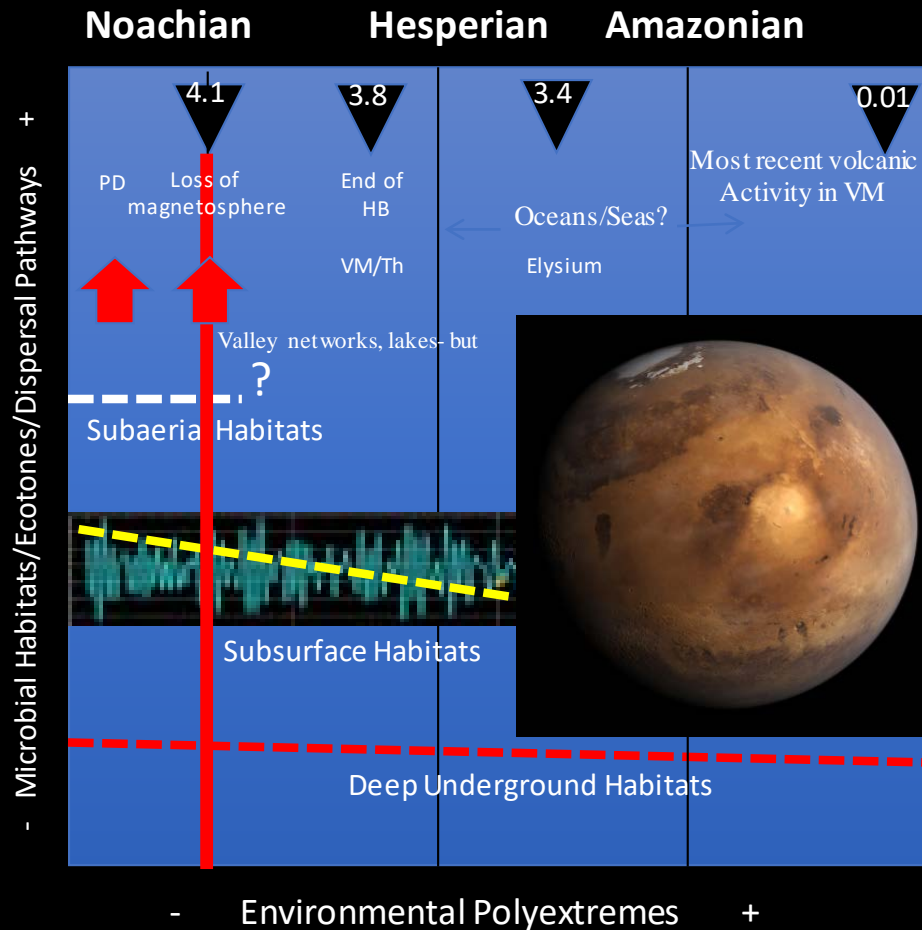 Noachian Hesperian Amazonian
4.1 3.8 3.4 0.01
PD
Loss of
magnetosphere
End of
HB
Most recent volcanic
Activity in VM
Oceans/Seas?
VM/Th
Elysium
Valley networks, lakes- but
?
Subaerial Habitats
Subsurface Habitats
Deep Underground Habitats
- Microbial Habitats/Ecotones/Dispersal Pathways +
- Environmental Polyextremes +